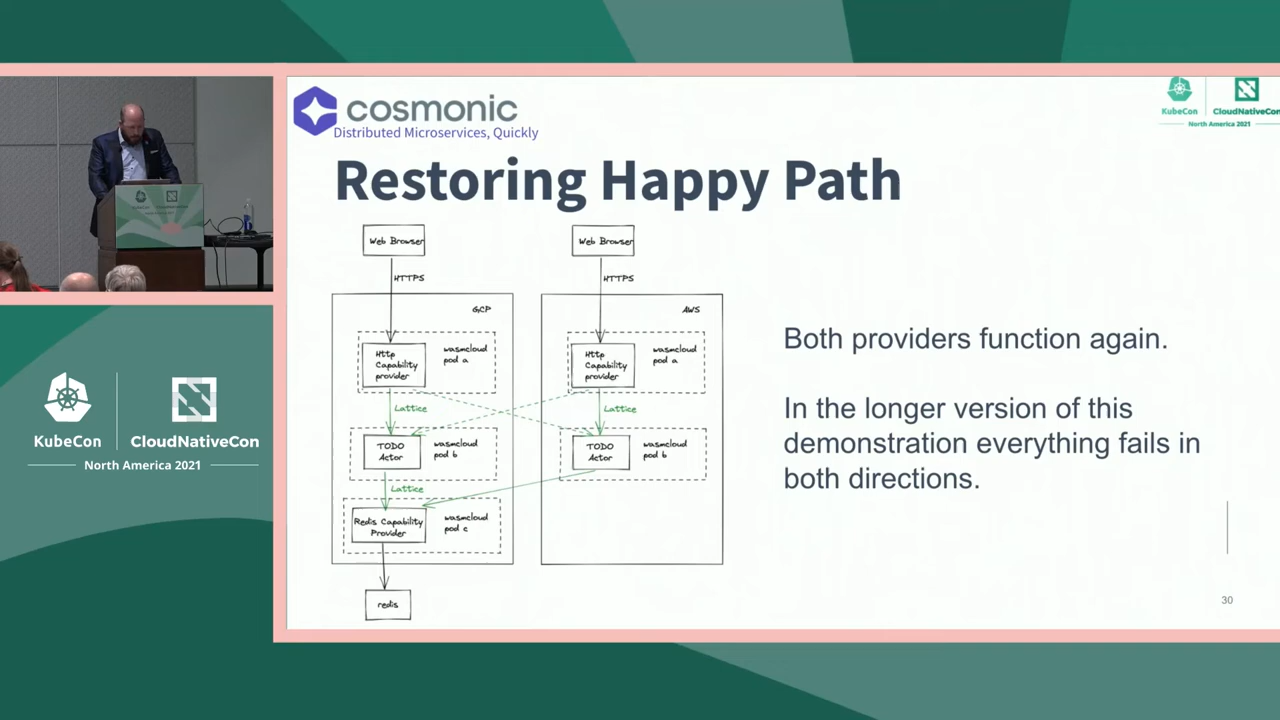 cosmonic
Distributed Microservices, Quickly
KubeCon
CloudNativeCon
North America 2021
Restoring Happy Path
Web Browser
HTTPS
GCP
Http
Capability
provider
wasmcloud
pod a
Lattice
TODO
Actor
wasmcloud
pod b
Lattice
Redis Capability
Provider
wasmcloud
pod c
redis
Web Browser
HTTPS
AWS
Http
Capability
provider
wasmcloud
pod a
Lattice
TODO
Actor
wasmcloud
pod b
Both providers function again.
In the longer version of this
demonstration everything fails in
both directions.
30
KubeCon
CloudNativeCon
North America 2021